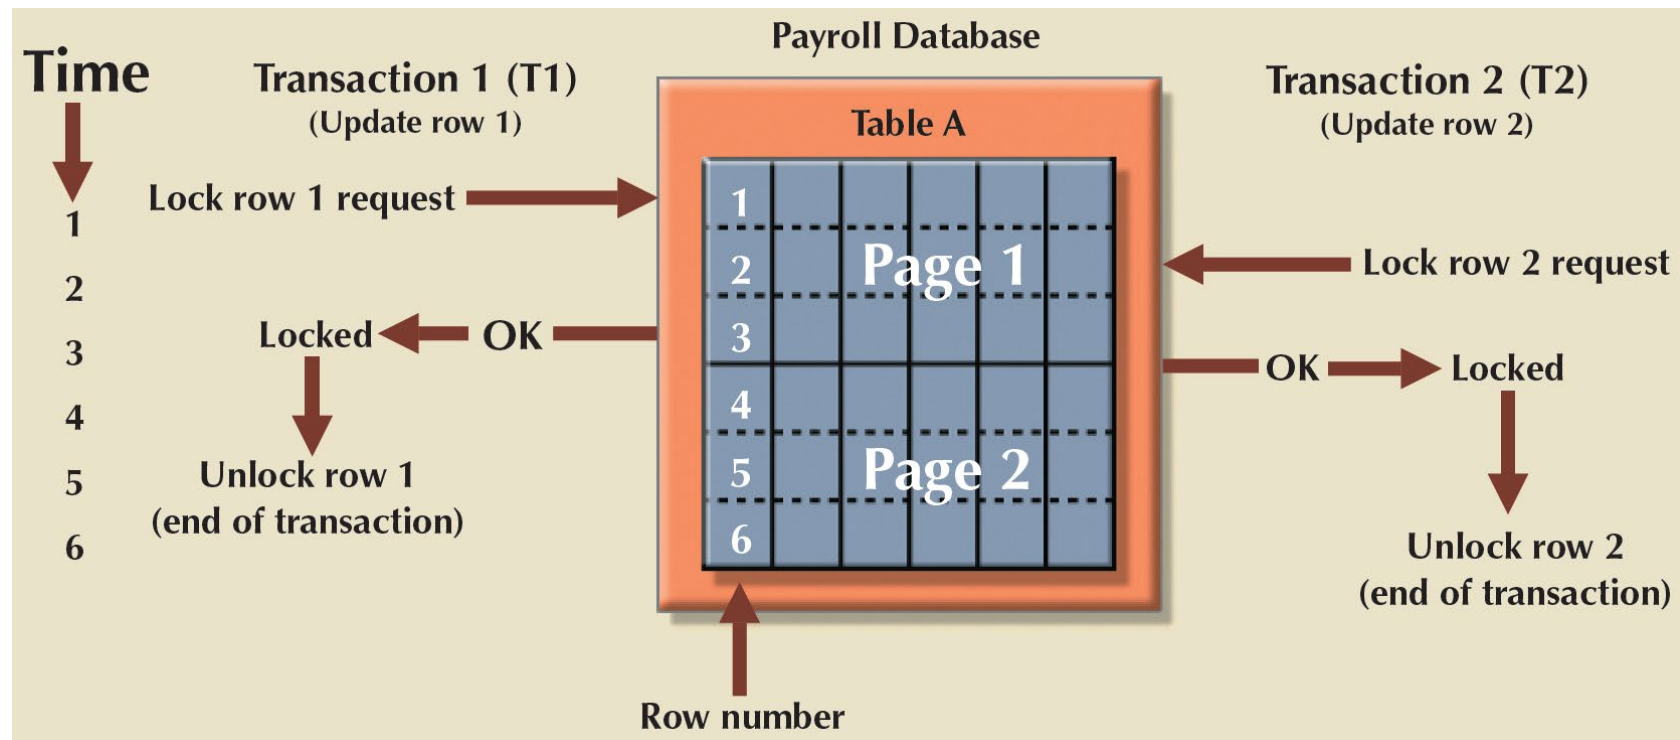 Payroll Database
Time
Transaction 1 (T1)
(Update row 1)
Table A
Transaction 2 (T2)
(Update row 2)
1
2
3
4
5
6
Lock row 1 request
Locked
OK
Unlock row 1
(end of transaction)
1
2
3
Page 1
4
5
6
Page 2
Row number
Lock row 2 request
OK
Locked
Unlock row 2
(end of transaction)